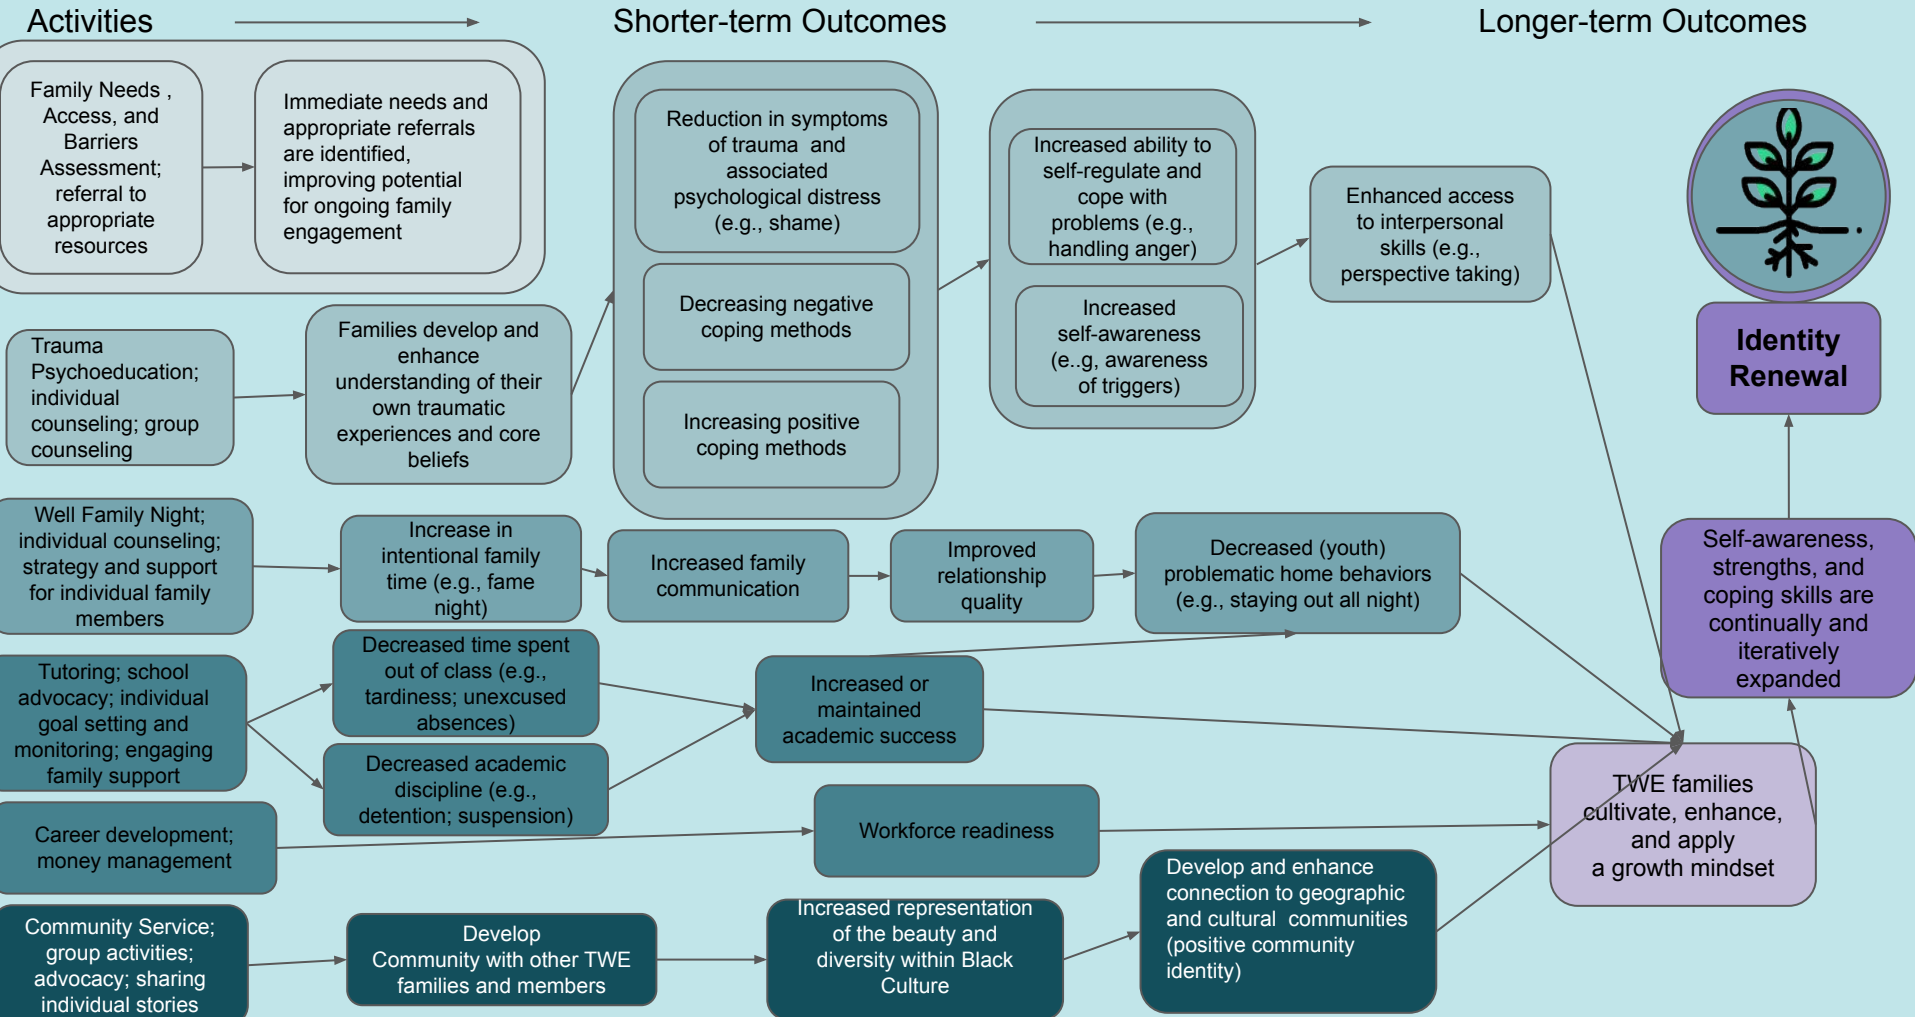 Activities
Shorter-term Outcomes
Longer-term Outcomes
Family Needs ,
Access, and
Barriers
Assessment;
referral to
appropriate
resources
Immediate needs and
appropriate referrals
are identified,
improving potential
for ongoing family
engagement
Reduction in symptoms
of trauma and
associated
psychological distress
(e.g., shame)
Decreasing negative
coping methods
Increasing positive
coping methods
Increased ability to
self-regulate and
cope with
problems (e.g.,
handling anger)
Increased
self-awareness
(e..g, awareness
of triggers)
Enhanced access
to interpersonal
skills (e.g.,
perspective taking)
Identity
Renewal
Trauma
Psychoeducation;
individual
counseling; group
counseling
Families develop and
enhance
understanding of their
own traumatic
experiences and core
beliefs
Well Family Night;
individual counseling;
strategy and support
for individual family
members
Increase in
intentional family
time (e.g., fame
night)
Increased family
communication
Improved
relationship
quality
Decreased (youth)
problematic home behaviors
(e.g., staying out all night)
Self-awareness,
strengths, and
coping skills are
continually and
iteratively
expanded
Tutoring; school
advocacy; individual
goal setting and
monitoring; engaging
family support
Decreased time spent
out of class (e.g.,
tardiness; unexcused
absences)
Decreased academic
discipline (e.g.,
detention; suspension)
Increased or
maintained
academic success
Career development;
money management
Workforce readiness
TWE families
cultivate, enhance,
and apply
a growth mindset
Community Service;
group activities;
advocacy; sharing
individual stories
Develop
Community with other TWE
families and members
Increased representation
of the beauty and
diversity within Black
Culture
Develop and enhance
connection to geographic
and cultural communities
(positive community
identity)